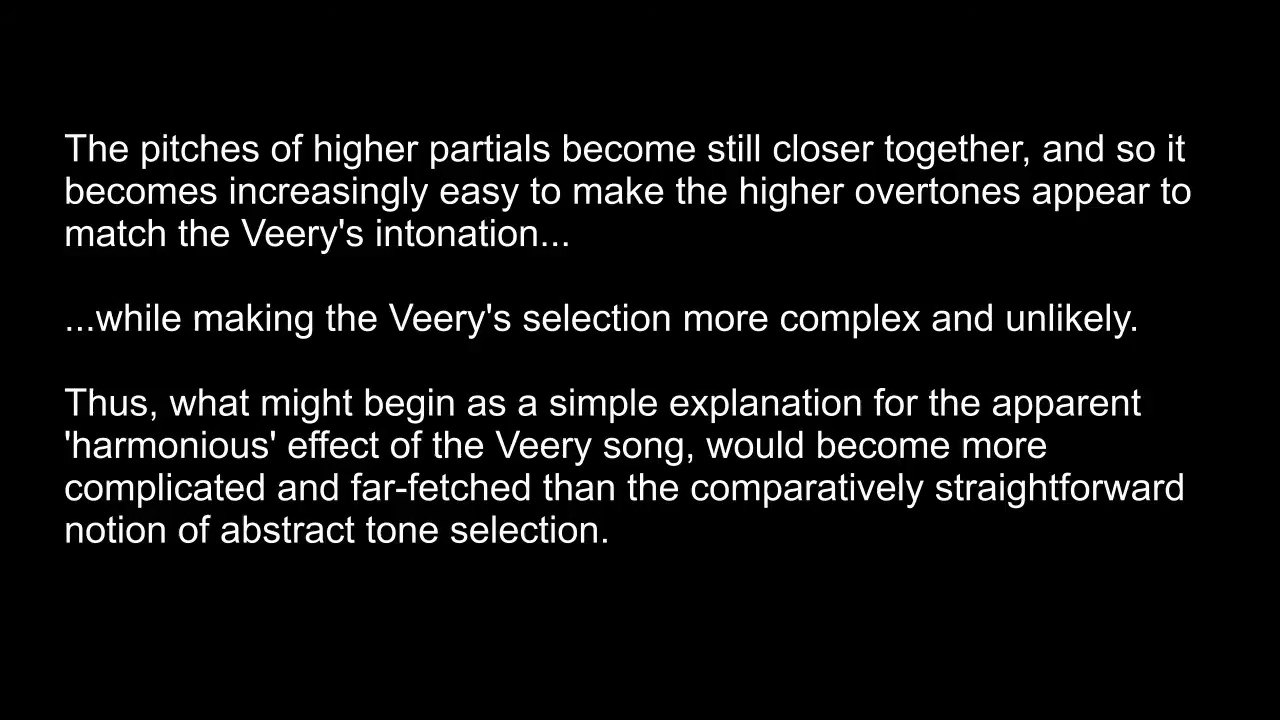 The pitches of higher partials become still closer together, and so it
becomes increasingly easy to make the higher overtones appear to
match the Veery's intonation...
...while making the Veery's selection more complex and unlikely.
Thus, what might begin as a simple explanation for the apparent
'harmonious' effect of the Veery song, would become more
complicated and far-fetched than the comparatively straightforward
notion of abstract tone selection.